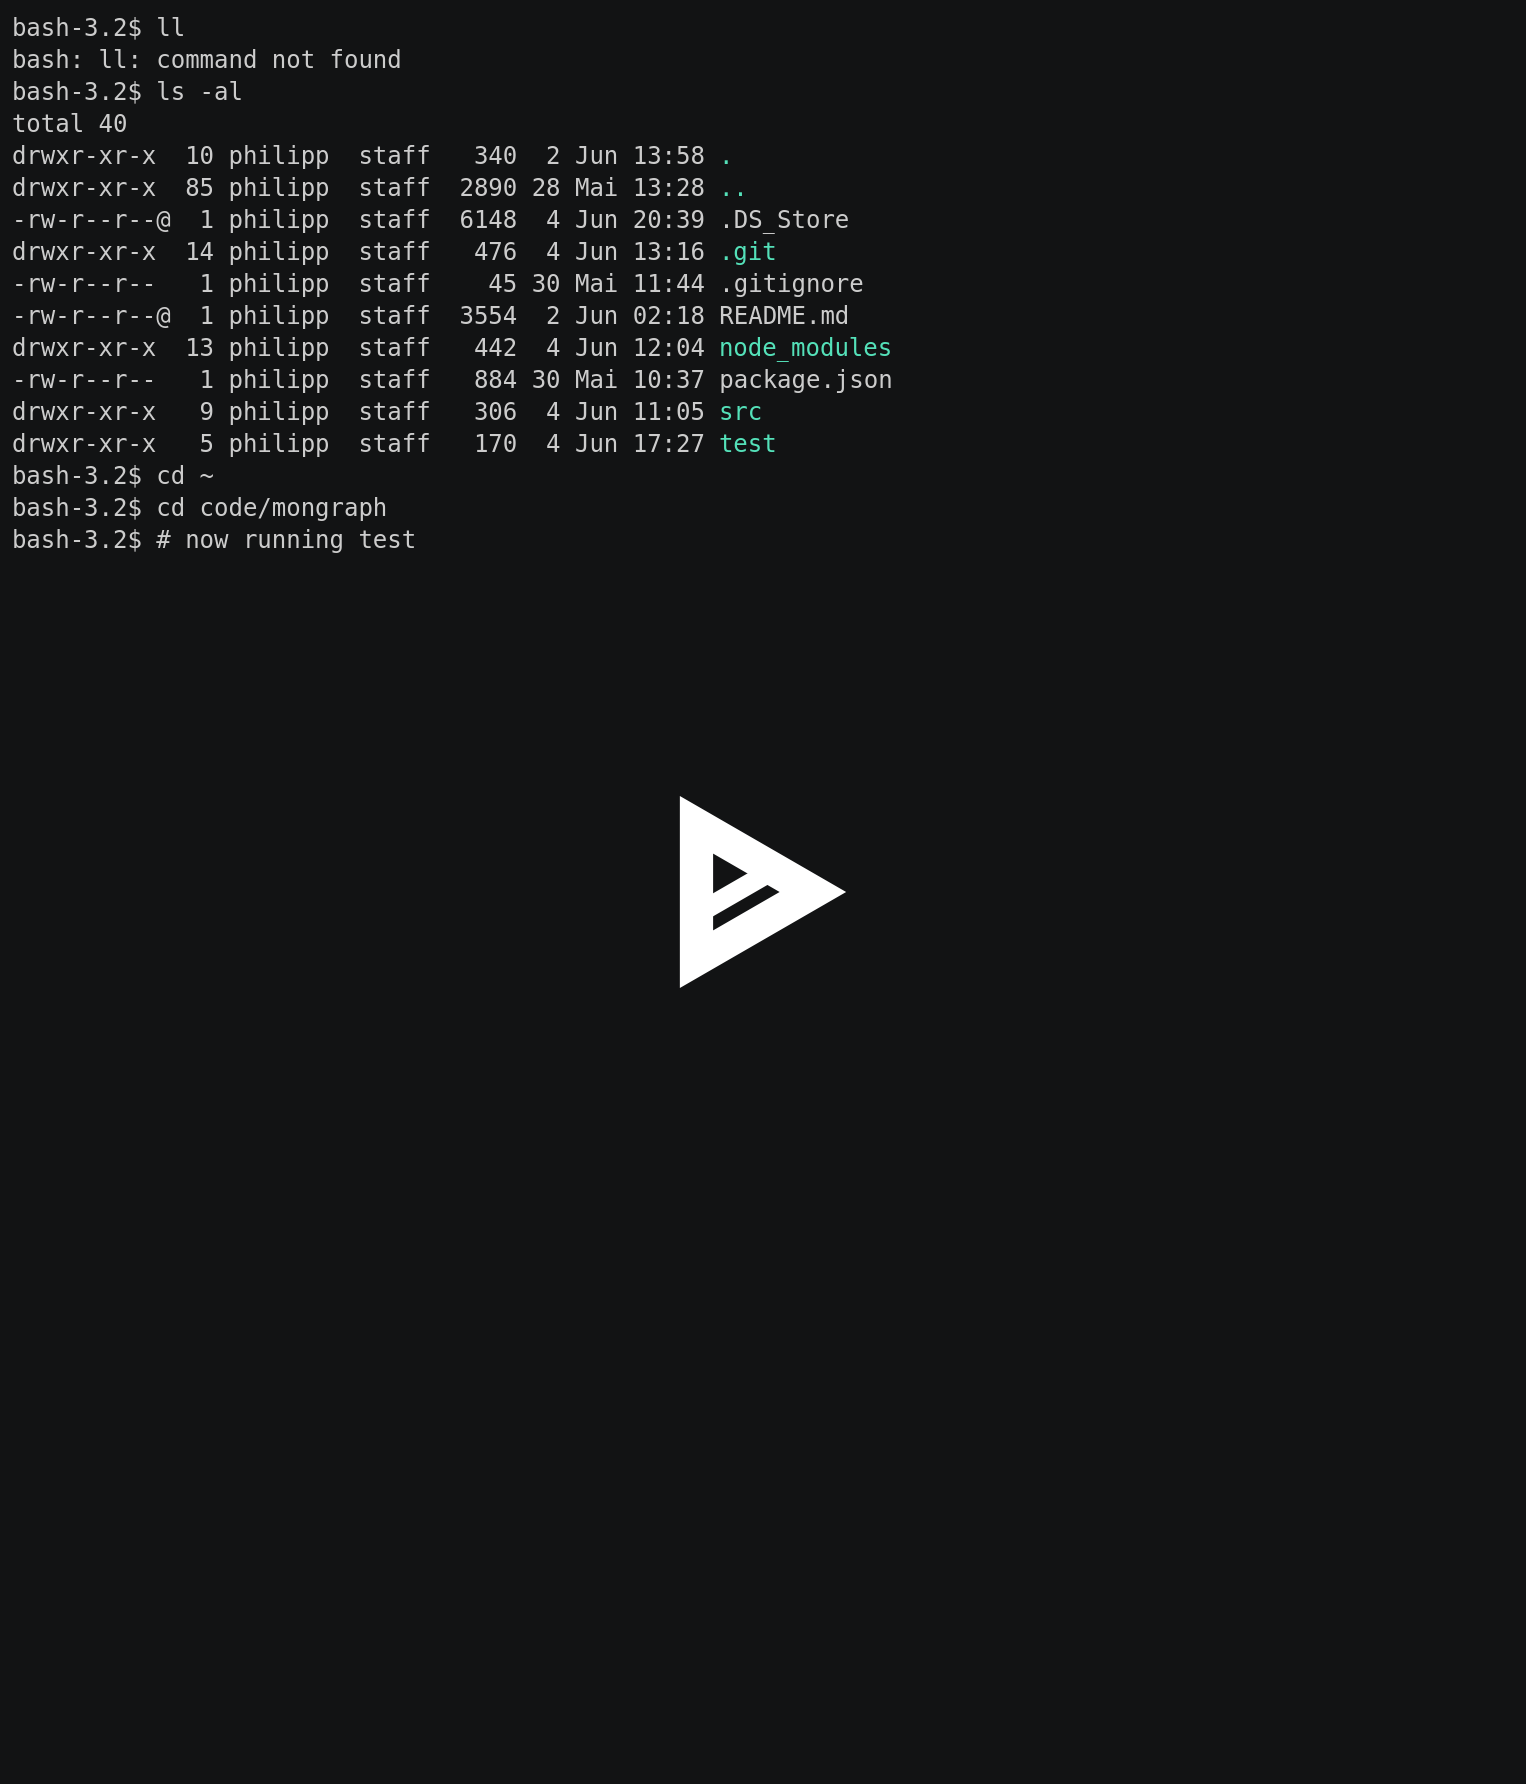 bash-3.2$ ll
bash: ll: command not found
bash-3.2$ ls -al
total 40
drwxr-xr-x  10 philipp  staff   340  2 Jun 13:58 .
drwxr-xr-x  85 philipp  staff  2890 28 Mai 13:28 ..
-rw-r--r--@  1 philipp  staff  6148  4 Jun 20:39 .DS_Store
drwxr-xr-x  14 philipp  staff   476  4 Jun 13:16 .git
-rw-r--r--   1 philipp  staff    45 30 Mai 11:44 .gitignore
-rw-r--r--@  1 philipp  staff  3554  2 Jun 02:18 README.md
drwxr-xr-x  13 philipp  staff   442  4 Jun 12:04 node_modules
-rw-r--r--   1 philipp  staff   884 30 Mai 10:37 package.json
drwxr-xr-x   9 philipp  staff   306  4 Jun 11:05 src
drwxr-xr-x   5 philipp  staff   170  4 Jun 17:27 test
bash-3.2$ cd ~
bash-3.2$ cd code/mongraph
bash-3.2$ # now running test